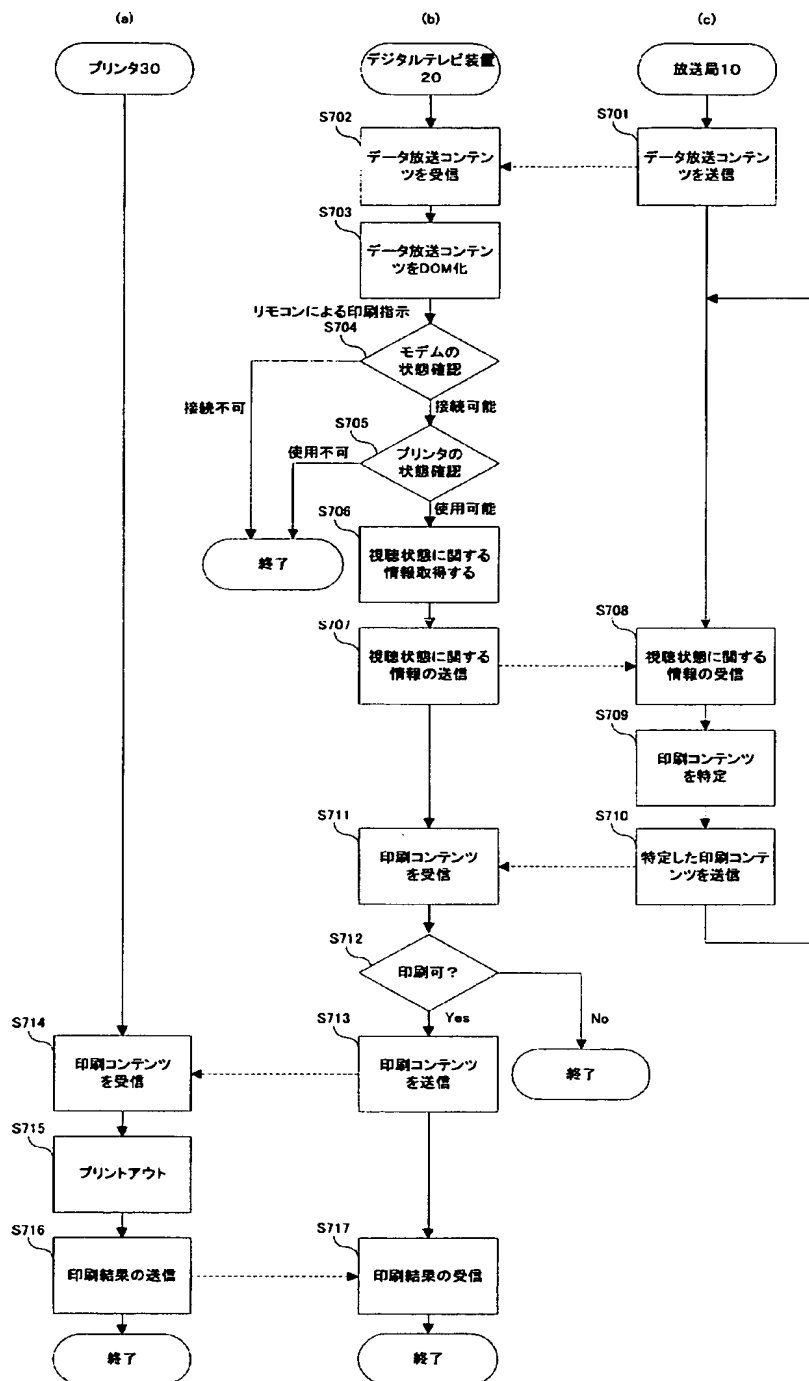 (a)
(b)
(c)
プリンタ30
デジタルテレビ装置
20
放送局10
S702
データ放送コンテン
ツを受信
S701
データ放送コンテン
ツを送信
S703
データ放送コンテン
ツをDOM化
リモコンによる印刷指示
S704
モデムの
状態確認
接続不可
接続可能
S705
プリンタの
状態確認
使用不可
使用可能
終了
S706
視聴状態に関する
情報取得する
S707
視聴状態に関する
情報の送信
S708
視聴状態に関する
情報の受信
S709
印刷コンテンツ
を特定
S710
特定した印刷コンテ
ンツを送信
S711
印刷コンテンツ
を受信
S712
印刷可?
Yes
No
終了
S713
印刷コンテンツ
を送信
S714
印刷コンテンツ
を受信
S715
プリントアウト
S716
印刷結果の送信
S717
印刷結果の受信
終了
終了